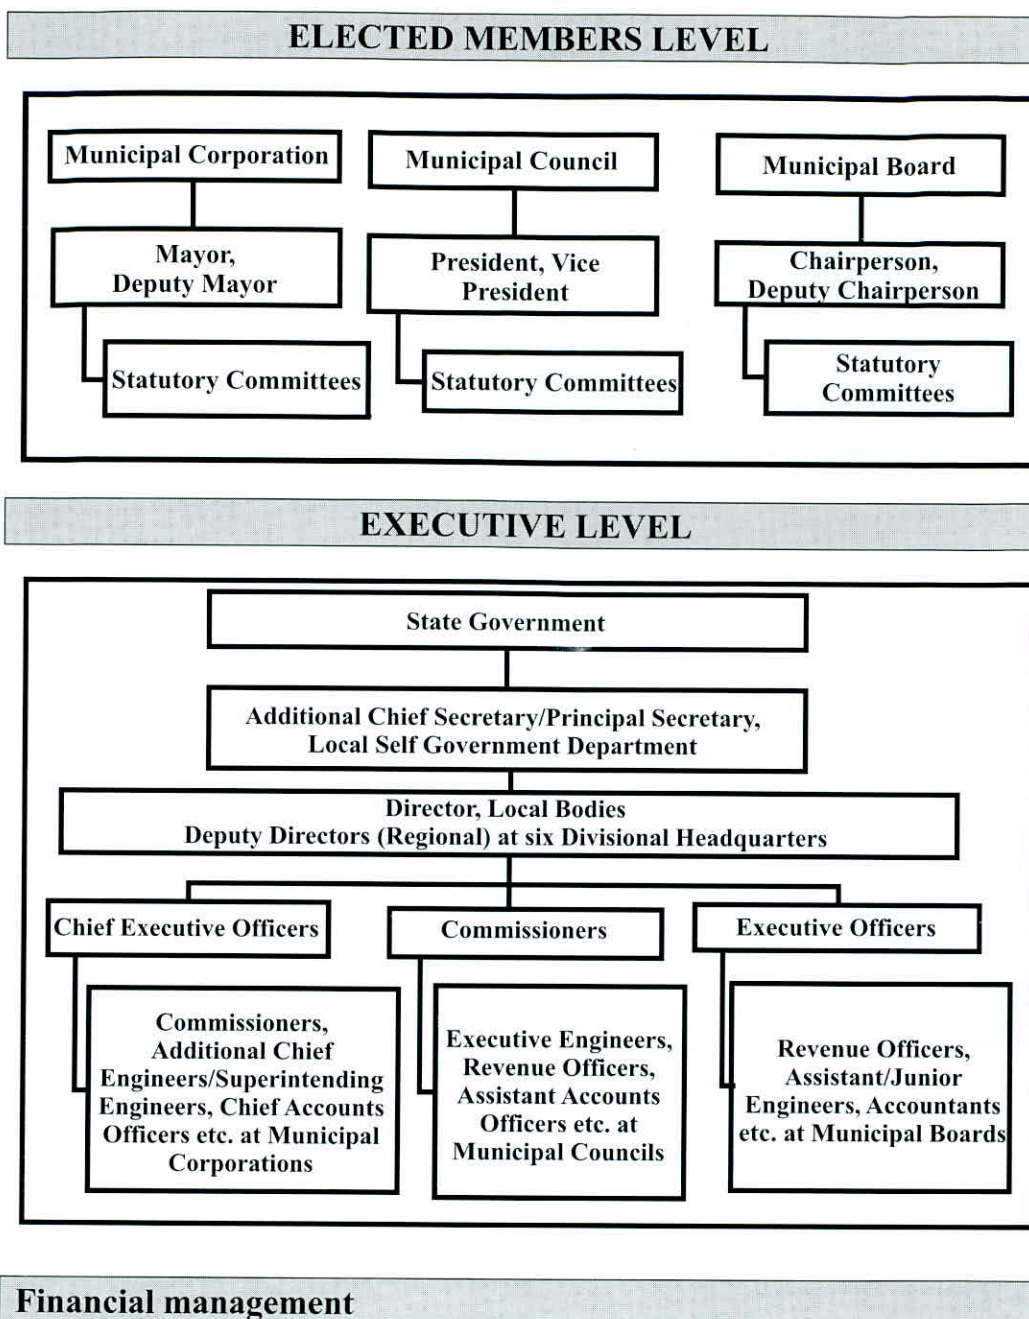 ELECTED MEMBERS LEVEL
Municipal Corporation
Mayor,
Deputy Mayor
Statutory Committees
Municipal Council
President, Vice
President
Statutory Committees
Municipal Board
Chairperson,
Deputy Chairperson
Statutory
Committees
EXECUTIVE LEVEL
State Government
Additional Chief Secretary/Principal Secretary,
Local Self Government Department
Director, Local Bodies
Deputy Directors (Regional) at six Divisional Headquarters
Chief Executive Officers
Commissioners,
Additional Chief
Engineers/Superintending
Engineers, Chief Accounts
Officers etc. at Municipal
Corporations
Commissioners
Executive Engineers,
Revenue Officers,
Assistant Accounts
Officers etc. at
Municipal Councils
Executive Officers
Revenue Officers,
Assistant/Junior
Engineers, Accountants
etc. at Municipal Boards
Financial management